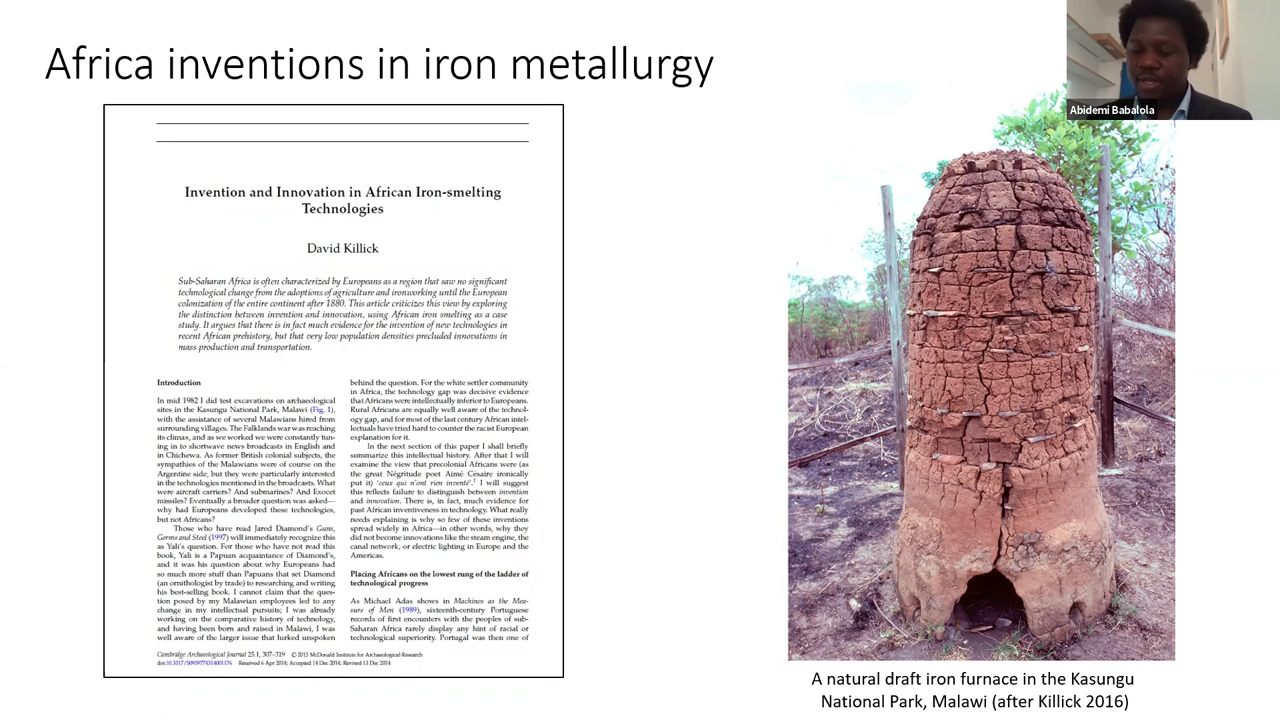 Africa inventions in iron metallurgy
Abidemi Babalola
Invention and Innovation in African Iron-smelting
Technologies
David Killick
Sub-Saharan Africa is often characterized by Europeans as a region that saw no significant
technological change from the adoptions of agriculture and ironworking until the European
colonization of the entire continent after 1880. This article criticizes this view by exploring
the distinction between invention and innovation, using African iron smelting as a case
study. It argues that there is in fact much evidence for the invention of new technologies in
recent African prehistory, but that very low population densities precluded innovations in
mass production and transportation.
Introduction
In mid 1982 I did test excavations on archaeological
sites in the Kasungu National Park, Malawi (Fig. 1),
with the assistance of several Malawians hired from
surrounding villages. The Falklands war was reaching
its climax, and as we worked we were constantly tun-
ing in to shortwave news broadcasts in English and
in Chichewa. As former British colonial subjects, the
sympathies of the Malawians were of course on the
Argentine side, but they were particularly interested
in the technologies mentioned in the broadcasts. What
were aircraft carriers? And submarines? And Exocet
missiles? Eventually a broader question was asked—
why had Europeans developed these technologies,
but not Africans?
Those who have read Jared Diamond's Guns,
Germs and Steel (1997) will immediately recognize this
as Yali's question. For those who have not read this
book, Yali is a Papuan acquaintance of Diamond's,
and it was his question about why Europeans had
so much more stuff than Papuans that set Diamond
(an ornithologist by trade) to researching and writing
his best-selling book. I cannot claim that the ques-
tion posed by my Malawian employees led to any
change in my intellectual pursuits; I was already
working on the comparative history of technology,
and having been born and raised in Malawi, I was
well aware of the larger issue that lurked unspoken
behind the question. For the white settler community
in Africa, the technology gap was decisive evidence
that Africans were intellectually inferior to Europeans.
Rural Africans are equally well aware of the technol-
ogy gap, and for most of the last century African intel-
lectuals have tried hard to counter the racist European
explanation for it.
In the next section of this paper I shall briefly
summarize this intellectual history. After that I will
examine the view that precolonial Africans were (as
the great Négritude poet Aimé Césaire ironically
put it) 'ceux qui n'ont rien inventé'.¹ I will suggest
this reflects failure to distinguish between invention
and innovation. There is, in fact, much evidence for
past African inventiveness in technology. What really
needs explaining is why so few of these inventions
spread widely in Africa—in other words, why they
did not become innovations like the steam engine, the
canal network, or electric lighting in Europe and the
Americas.
Placing Africans on the lowest rung of the ladder of
technological progress
As Michael Adas shows in Machines as the Mea-
sure of Men (1989), sixteenth-century Portuguese
records of first encounters with the peoples of sub-
Saharan Africa rarely display any hint of racial or
technological superiority. Portugal was then one of
Cambridge Archaeological Journal 25:1, 307–319 © 2015 McDonald Institute for Archaeological Research
doi:10.1017/S0959774314001176 Received 6 Apr 2014; Accepted 14 Dec 2014; Revised 13 Dec 2014
A natural draft iron furnace in the Kasungu
National Park, Malawi (after Killick 2016)